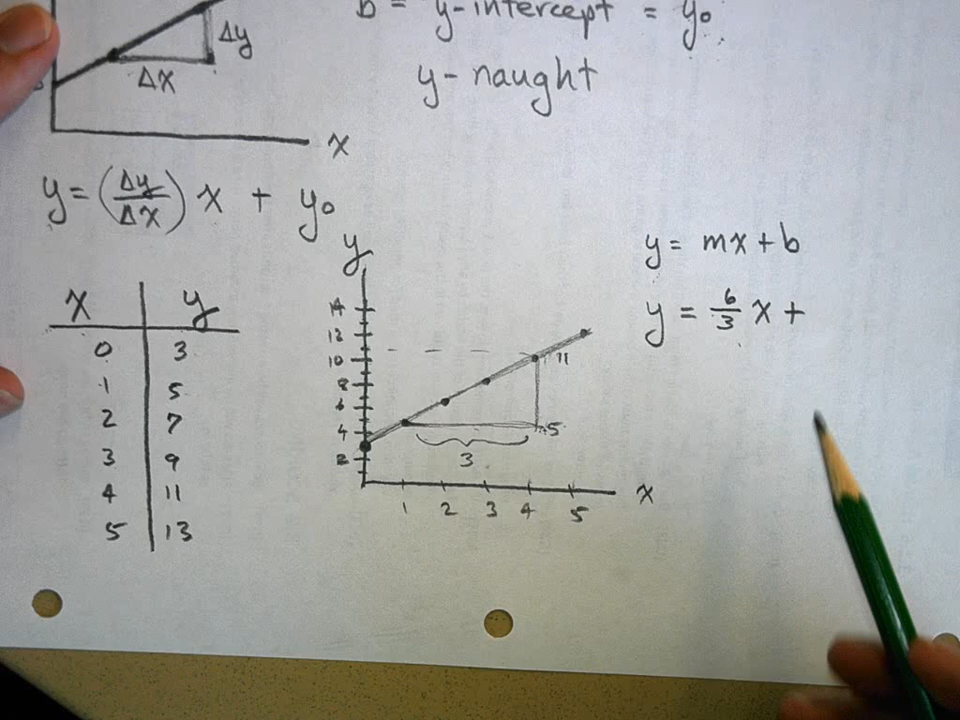 b = y-intercept = y₀
Δy
Δx
y-naught
x
y = (Δy/Δx) x + y₀
x y
0 3
1 5
2 7
3 9
4 11
5 13
y
14
12
10
8
6
4
2
11
5
3
x
1 2 3 4 5
y = mx + b
y = 6/3 x +